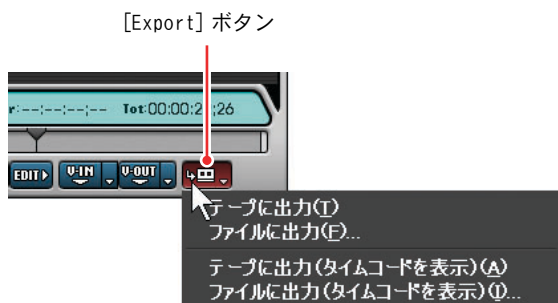 [Export] ボタン
r:--:--;-- Tot:00:00:2 ;26
EDIT V-IN V-OUT
テープに出力(T)
ファイルに出力(F)...
テープに出力(タイムコードを表示)(A)
ファイルに出力(タイムコードを表示)(I)...